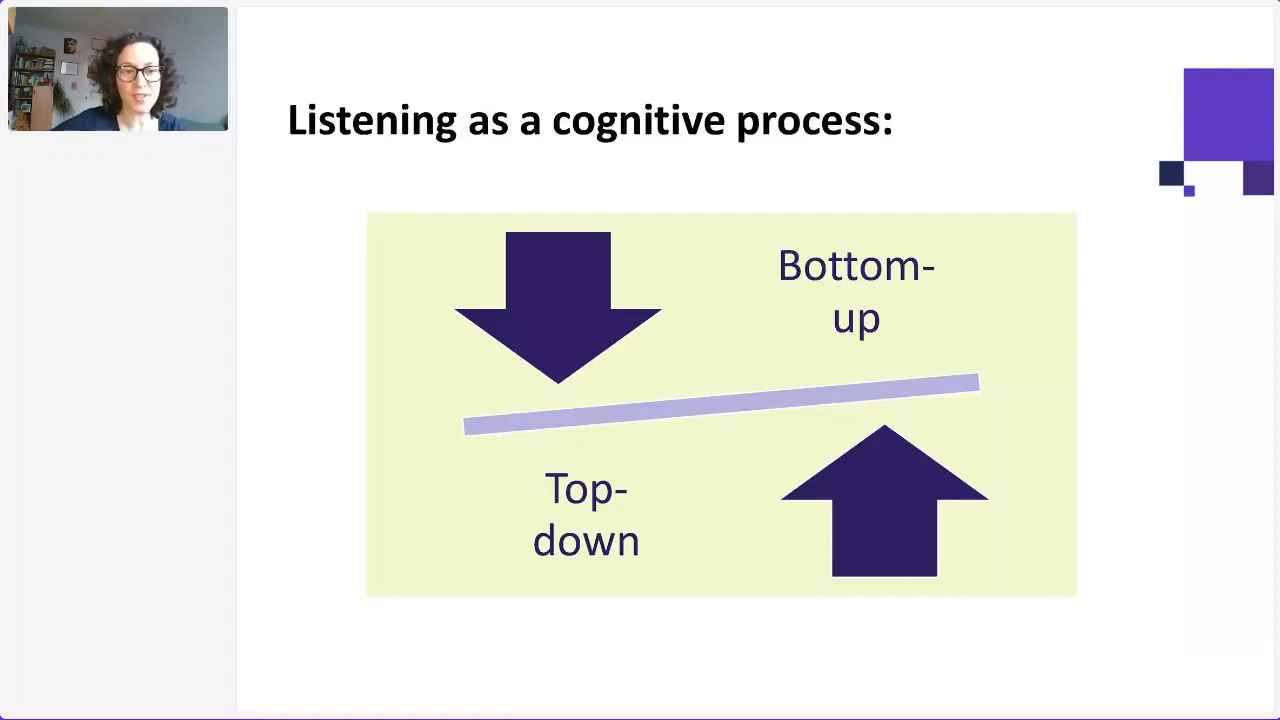 Listening as a cognitive process:
Bottom-
up
Top-
down